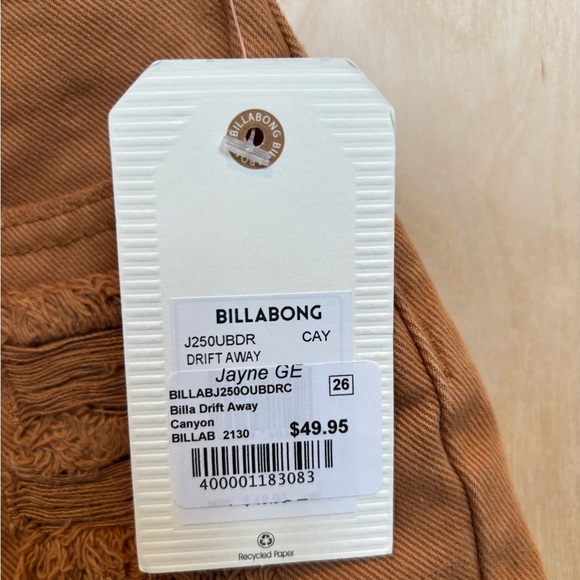 BILLABONG BIL
BILLABONG
J250UBDR CAY
DRIFT AWAY
Jayne GE
BILLABJ250OUBDRC 26
Billa Drift Away
Canyon
BILLAB 2130 $49.95
400001183083
Recycled Paper